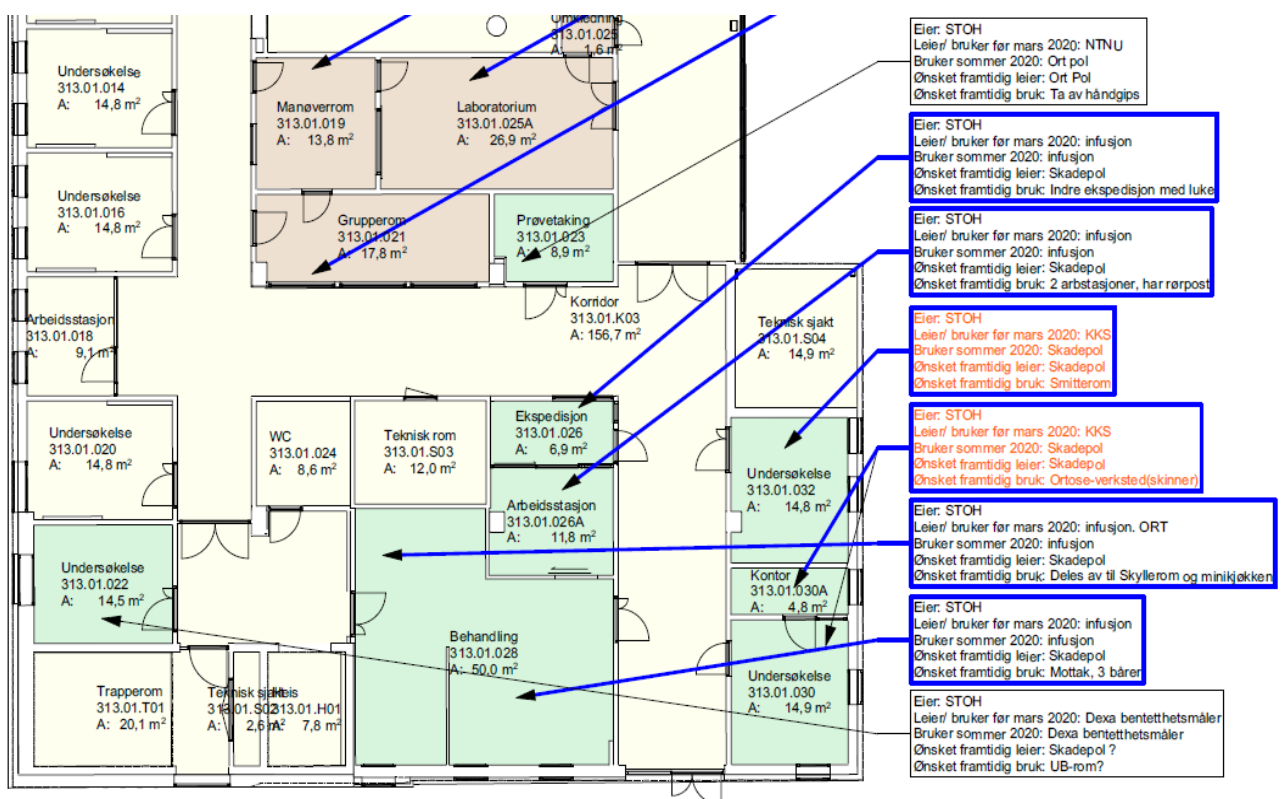 Undersøkelse
313.01.014
A: 14,8 m²
Undersøkelse
313.01.016
A: 14,8 m²
Arbeidsstasjon
313.01.018
A: 9,1 m²
Undersøkelse
313.01.020
A: 14,8 m²
Undersøkelse
313.01.022
A: 14,5 m²
Trapperom
313.01.T01
A: 20,1 m²
Teknisk sjakt
313.01.S02
A: 2,6 m²
Heis
313.01.H01
A: 7,8 m²
Manøverrom
313.01.019
A: 13,8 m²
Omkledning
313.01.025
A: 1,6 m²
Laboratorium
313.01.025A
A: 26,9 m²
Grupperom
313.01.021
A: 17,8 m²
Prøvetaking
313.01.023
A: 8,9 m²
Korridor
313.01.K03
A: 156,7 m²
Teknisk sjakt
313.01.S04
A: 14,9 m²
WC
313.01.024
A: 8,6 m²
Teknisk rom
313.01.S03
A: 12,0 m²
Ekspedisjon
313.01.026
A: 6,9 m²
Arbeidsstasjon
313.01.026A
A: 11,8 m²
Behandling
313.01.028
A: 50,0 m²
Undersøkelse
313.01.032
A: 14,8 m²
Kontor
313.01.030A
A: 4,8 m²
Undersøkelse
313.01.030
A: 14,9 m²
Eier: STOH
Leier/ bruker før mars 2020: NTNU
Bruker sommer 2020: Ort pol
Ønsket framtidig leier: Ort Pol
Ønsket framtidig bruk: Ta av håndgips
Eier: STOH
Leier/ bruker før mars 2020: infusjon
Bruker sommer 2020: infusjon
Ønsket framtidig leier: Skadepol
Ønsket framtidig bruk: Indre ekspedisjon med luke
Eier: STOH
Leier/ bruker før mars 2020: infusjon
Bruker sommer 2020: infusjon
Ønsket framtidig leier: Skadepol
Ønsket framtidig bruk: 2 arbstasjoner, har rørpost
Eier: STOH
Leier/ bruker før mars 2020: KKS
Bruker sommer 2020: Skadepol
Ønsket framtidig leier: Skadepol
Ønsket framtidig bruk: Smitterom
Eier: STOH
Leier/ bruker før mars 2020: KKS
Bruker sommer 2020: Skadepol
Ønsket framtidig leier: Skadepol
Ønsket framtidig bruk: Ortose-verksted(skinner)
Eier: STOH
Leier/ bruker før mars 2020: infusjon. ORT
Bruker sommer 2020: infusjon
Ønsket framtidig leier: Skadepol
Ønsket framtidig bruk: Deles av til Skyllerom og minikjøkken
Eier: STOH
Leier/ bruker før mars 2020: infusjon
Bruker sommer 2020: infusjon
Ønsket framtidig leier: Skadepol
Ønsket framtidig bruk: Mottak, 3 bårer
Eier: STOH
Leier/ bruker før mars 2020: Dexa bentetthetsmåler
Bruker sommer 2020: Dexa bentetthetsmåler
Ønsket framtidig leier: Skadepol ?
Ønsket framtidig bruk: UB-rom?